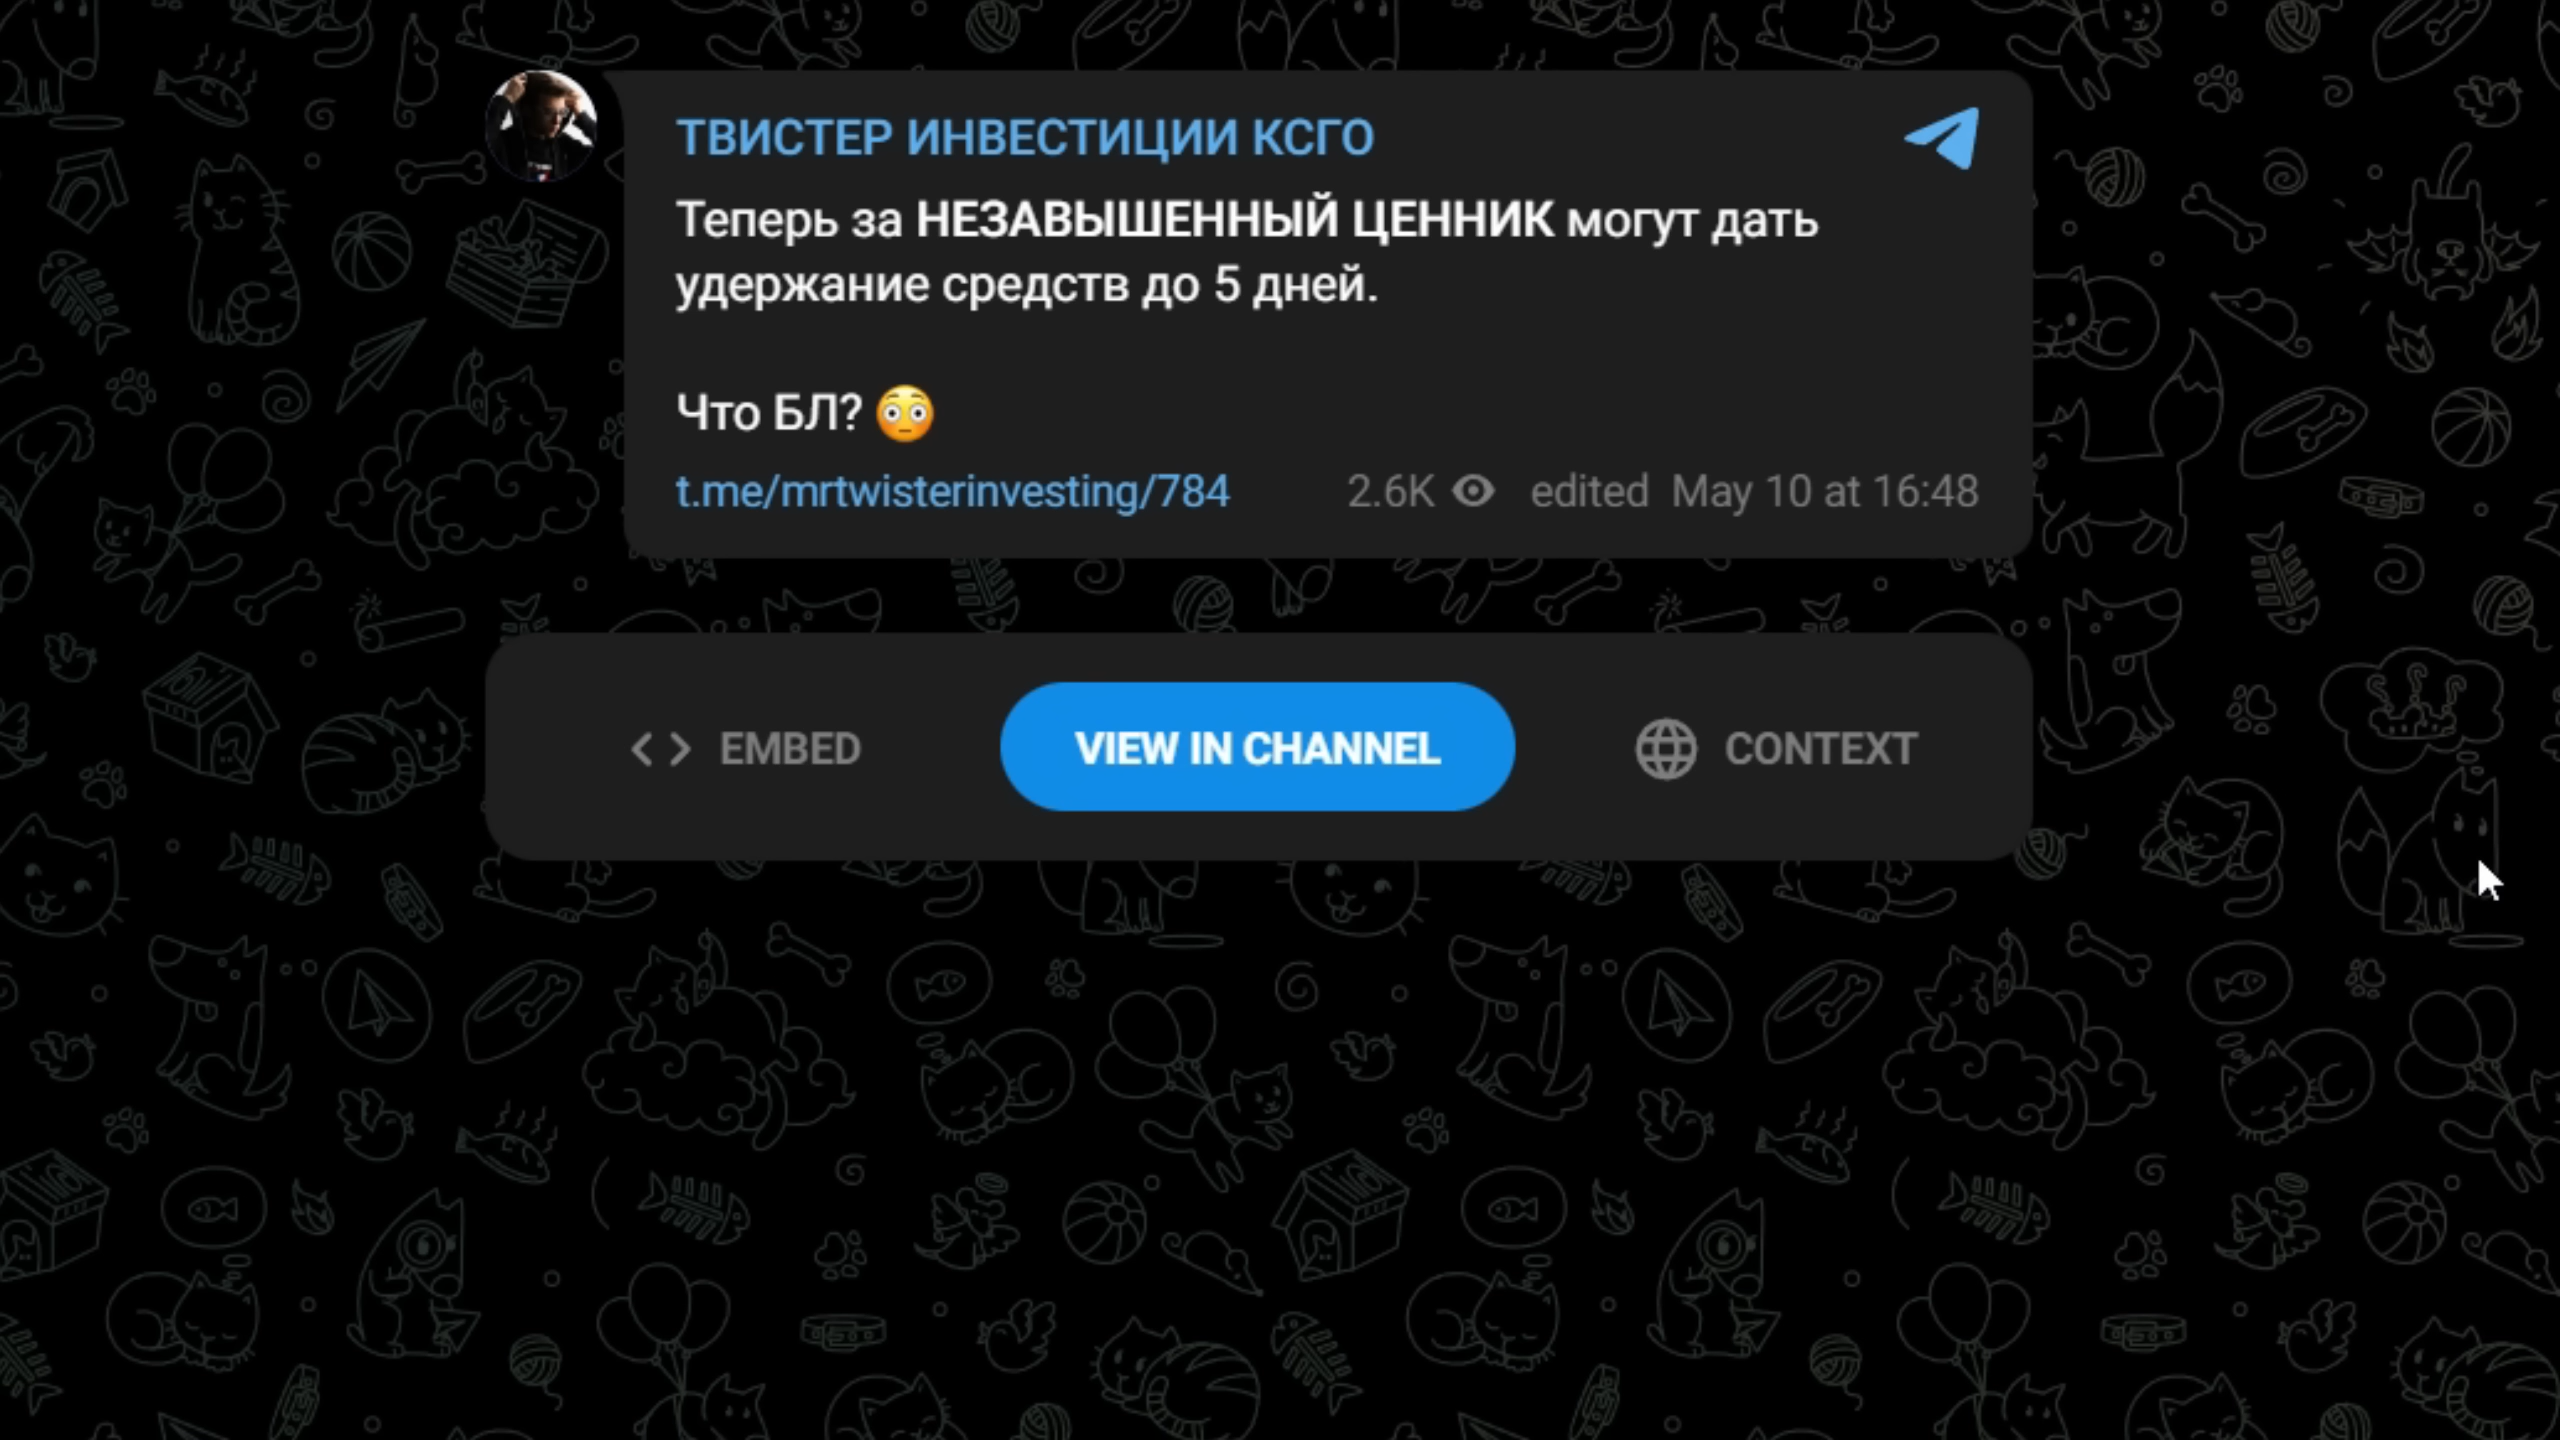 ТВИСТЕР ИНВЕСТИЦИИ КСГО
Теперь за НЕЗАВЫШЕННЫЙ ЦЕННИК могут дать
удержание средств до 5 дней.
Что БЛ? 😳
t.me/mrtwisterinvesting/784 2.6K edited May 10 at 16:48
EMBED VIEW IN CHANNEL CONTEXT